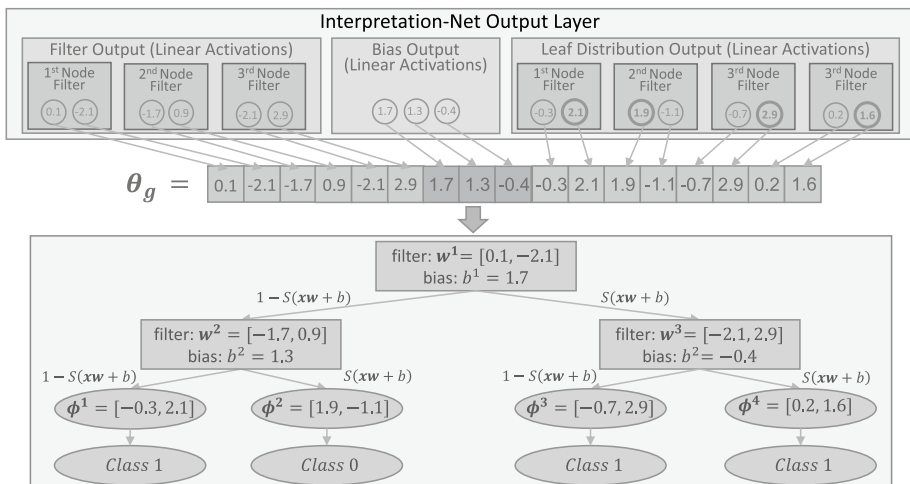 Interpretation-Net Output Layer
Filter Output (Linear Activations)
1st Node Filter
0.1 -2.1
2nd Node Filter
-1.7 0.9
3rd Node Filter
-2.1 2.9
Bias Output (Linear Activations)
1.7 1.3 -0.4
Leaf Distribution Output (Linear Activations)
1st Node Filter
-0.3 2.1
2nd Node Filter
1.9 -1.1
3rd Node Filter
-0.7 2.9
3rd Node Filter
0.2 1.6
θg = 0.1 -2.1 -1.7 0.9 -2.1 2.9 1.7 1.3 -0.4 -0.3 2.1 1.9 -1.1 -0.7 2.9 0.2 1.6
filter: w¹= [0.1, −2.1]
bias: b¹ = 1.7
1 − S(xw + b) S(xw + b)
filter: w² = [−1.7, 0.9]
bias: b² = 1.3
filter: w³ = [−2.1, 2.9]
bias: b²= −0.4
1 − S(xw + b) S(xw + b) 1 − S(xw + b) S(xw + b)
ϕ¹ = [−0.3, 2.1] ϕ² = [1.9, −1.1] ϕ³ = [−0.7, 2.9] ϕ⁴ = [0.2, 1.6]
Class 1 Class 0 Class 1 Class 1